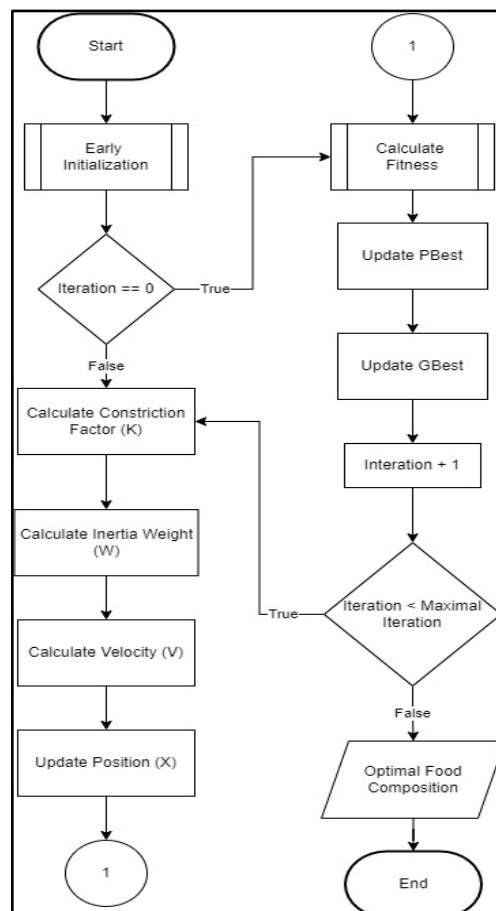 Start
Early
Initialization
Iteration == 0
True
False
Calculate Constriction
Factor (K)
Calculate Inertia Weight
(W)
Calculate Velocity (V)
Update Position (X)
1
1
Calculate
Fitness
Update PBest
Update GBest
Interation + 1
Iteration < Maximal
Iteration
True
False
Optimal Food
Composition
End